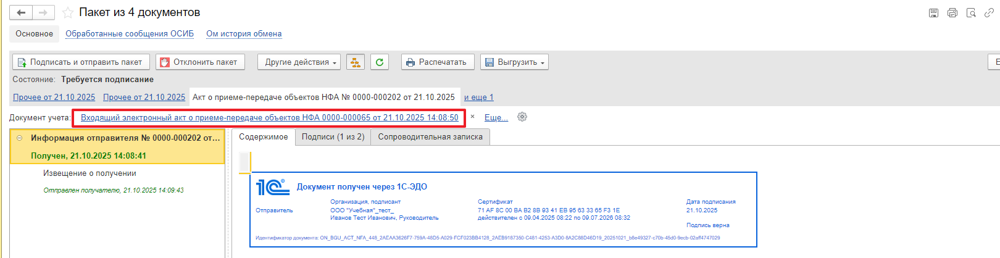 Пакет из 4 документов
Основное Обработанные сообщения ОСИБ Ом история обмена
Подписать и отправить пакет Отклонить пакет Другие действия Распечатать Выгрузить Е
Состояние: Требуется подписание
Прочее от 21.10.2025 Прочее от 21.10.2025 Акт о приеме-передаче объектов НФА № 0000-000202 от 21.10.2025 и еще 1
Документ учета: Входящий электронный акт о приеме-передаче объектов НФА 0000-000065 от 21.10.2025 14:08:50 × Еще...
Информация отправителя № 0000-000202 от...
Получен, 21.10.2025 14:08:41
Извещение о получении
Отправлен получателю, 21.10.2025 14:09:43
Содержимое Подписи (1 из 2) Сопроводительная записка
1С Документ получен через 1С-ЭДО
Организация, подписант Сертификат Дата подписания
Отправитель ООО "Учебная"_тест_ 71 AF 8C 00 BA B2 8B 93 41 EB 95 63 33 65 F3 1E 21.10.2025
Иванов Тест Иванович, Руководитель действителен с 09.04.2025 08:22 по 09.07.2026 08:32
Подпись верна
Идентификатор документа: ON_BGU_ACT_NFA_448_2AEAA3626F7-759A-48D5-A029-FCF023BB4128_2AEB9187350-C481-4253-A3D0-8A2C88D46D19_20251021_b8e49327-c70b-45d0-9ecb-02aff4747029